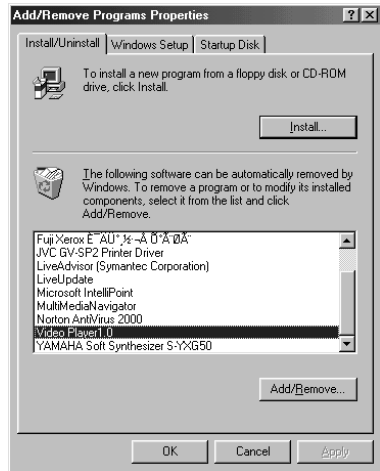 Add/Remove Programs Properties
Install/Uninstall Windows Setup Startup Disk
To install a new program from a floppy disk or CD-ROM
drive, click Install.
Install...
The following software can be automatically removed by
Windows. To remove a program or to modify its installed
components, select it from the list and click
Add/Remove.
Fuji Xerox
JVC GV-SP2 Printer Driver
LiveAdvisor (Symantec Corporation)
LiveUpdate
Microsoft IntelliPoint
MultiMediaNavigator
Norton AntiVirus 2000
Video Player1.0
YAMAHA Soft Synthesizer S-YXG50
Add/Remove...
OK Cancel Apply